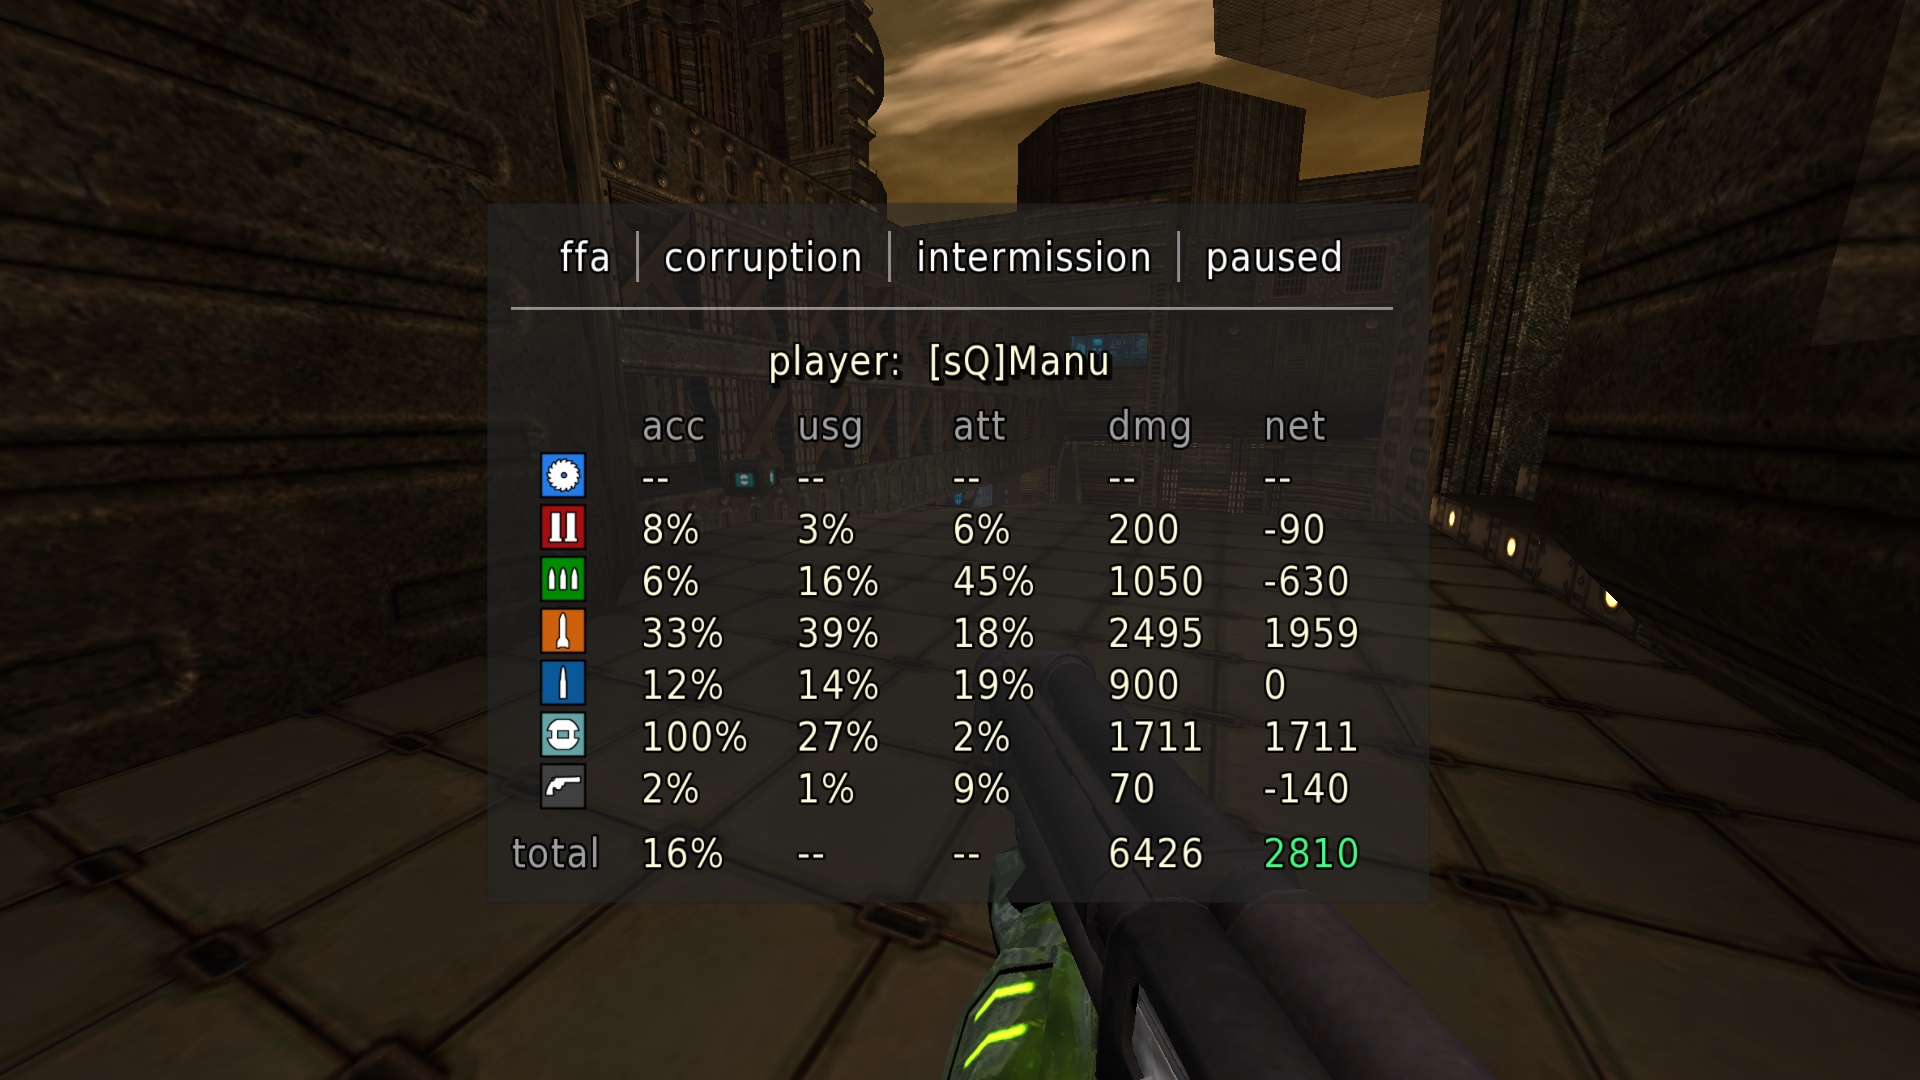 ffa corruption intermission paused
player: [sQ]Manu
acc usg att dmg net
-- -- -- -- --
8% 3% 6% 200 -90
6% 16% 45% 1050 -630
33% 39% 18% 2495 1959
12% 14% 19% 900 0
100% 27% 2% 1711 1711
2% 1% 9% 70 -140
total 16% -- -- 6426 2810